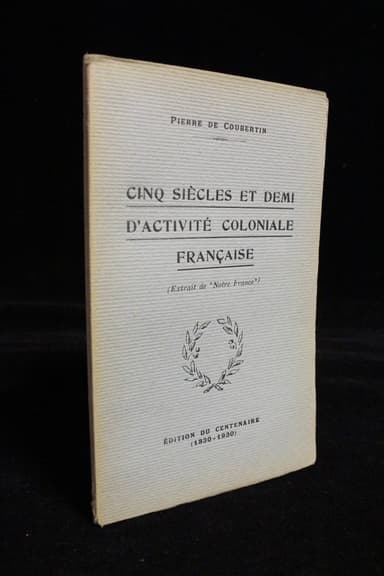 PIERRE DE COUBERTIN
CINQ SIÈCLES ET DEMI
D'ACTIVITÉ COLONIALE
FRANÇAISE
(Extrait de "Notre France")
ÉDITION DU CENTENAIRE
(1830-1930)